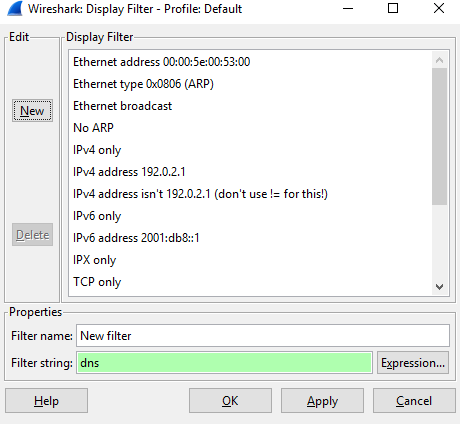 Wireshark: Display Filter - Profile: Default
Edit
Display Filter
Ethernet address 00:00:5e:00:53:00
Ethernet type 0x0806 (ARP)
Ethernet broadcast
New
No ARP
IPv4 only
IPv4 address 192.0.2.1
IPv4 address isn't 192.0.2.1 (don't use != for this!)
IPv6 only
Delete
IPv6 address 2001:db8::1
IPX only
TCP only
Properties
Filter name: New filter
Filter string: dns Expression...
Help OK Apply Cancel